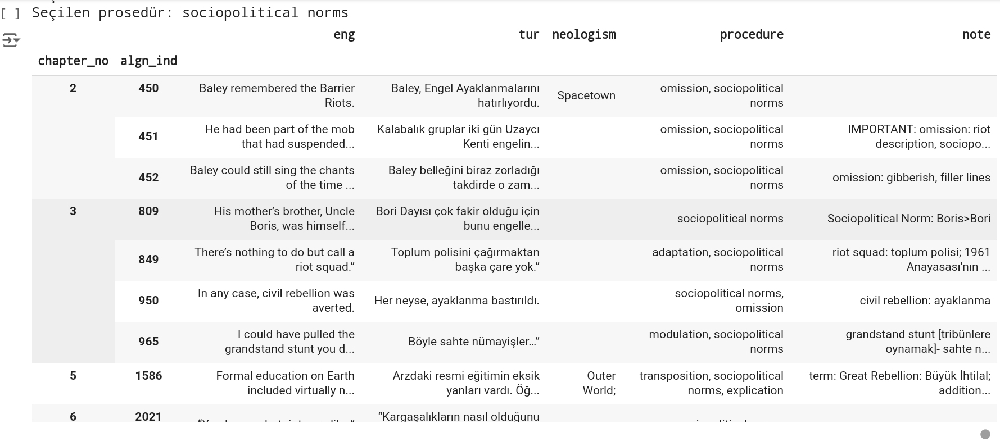 [ ] Seçilen prosedür: sociopolitical norms
eng tur neologism procedure note
chapter_no algn_ind
2 450 Baley remembered the Barrier Riots. Baley, Engel Ayaklanmalarını hatırlıyordu. Spacetown omission, sociopolitical norms
451 He had been part of the mob that had suspended... Kalabalık gruplar iki gün Uzaycı Kenti engelin... omission, sociopolitical norms IMPORTANT: omission: riot description, sociopo...
452 Baley could still sing the chants of the time ... Baley belleğini biraz zorladığı takdirde o zam... omission, sociopolitical norms omission: gibberish, filler lines
3 809 His mother’s brother, Uncle Boris, was himself... Bori Dayısı çok fakir olduğu için bunu engelle... sociopolitical norms Sociopolitical Norm: Boris>Bori
849 There’s nothing to do but call a riot squad.” Toplum polisini çağırmaktan başka çare yok.” adaptation, sociopolitical norms riot squad: toplum polisi; 1961 Anayasası'nın ...
950 In any case, civil rebellion was averted. Her neyse, ayaklanma bastırıldı. sociopolitical norms, omission civil rebellion: ayaklanma
965 I could have pulled the grandstand stunt you d... Böyle sahte nümayişler...” modulation, sociopolitical norms grandstand stunt [tribünlere oynamak]- sahte n...
5 1586 Formal education on Earth included virtually n... Arzdaki resmi eğitimin eksik yanları vardı. Öğ... Outer World; transposition, sociopolitical norms, explication term: Great Rebellion: Büyük İhtilal; addition...
6 2021 “Kargaşalıkların nasıl olduğunu